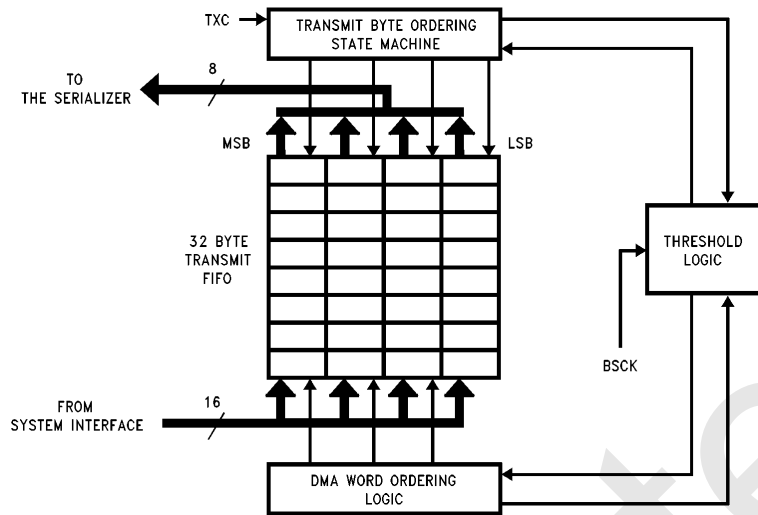 TXC
TRANSMIT BYTE ORDERING
STATE MACHINE
TO
THE SERIALIZER
8
MSB
LSB
32 BYTE
TRANSMIT
FIFO
THRESHOLD
LOGIC
BSCK
FROM
SYSTEM INTERFACE
16
DMA WORD ORDERING
LOGIC